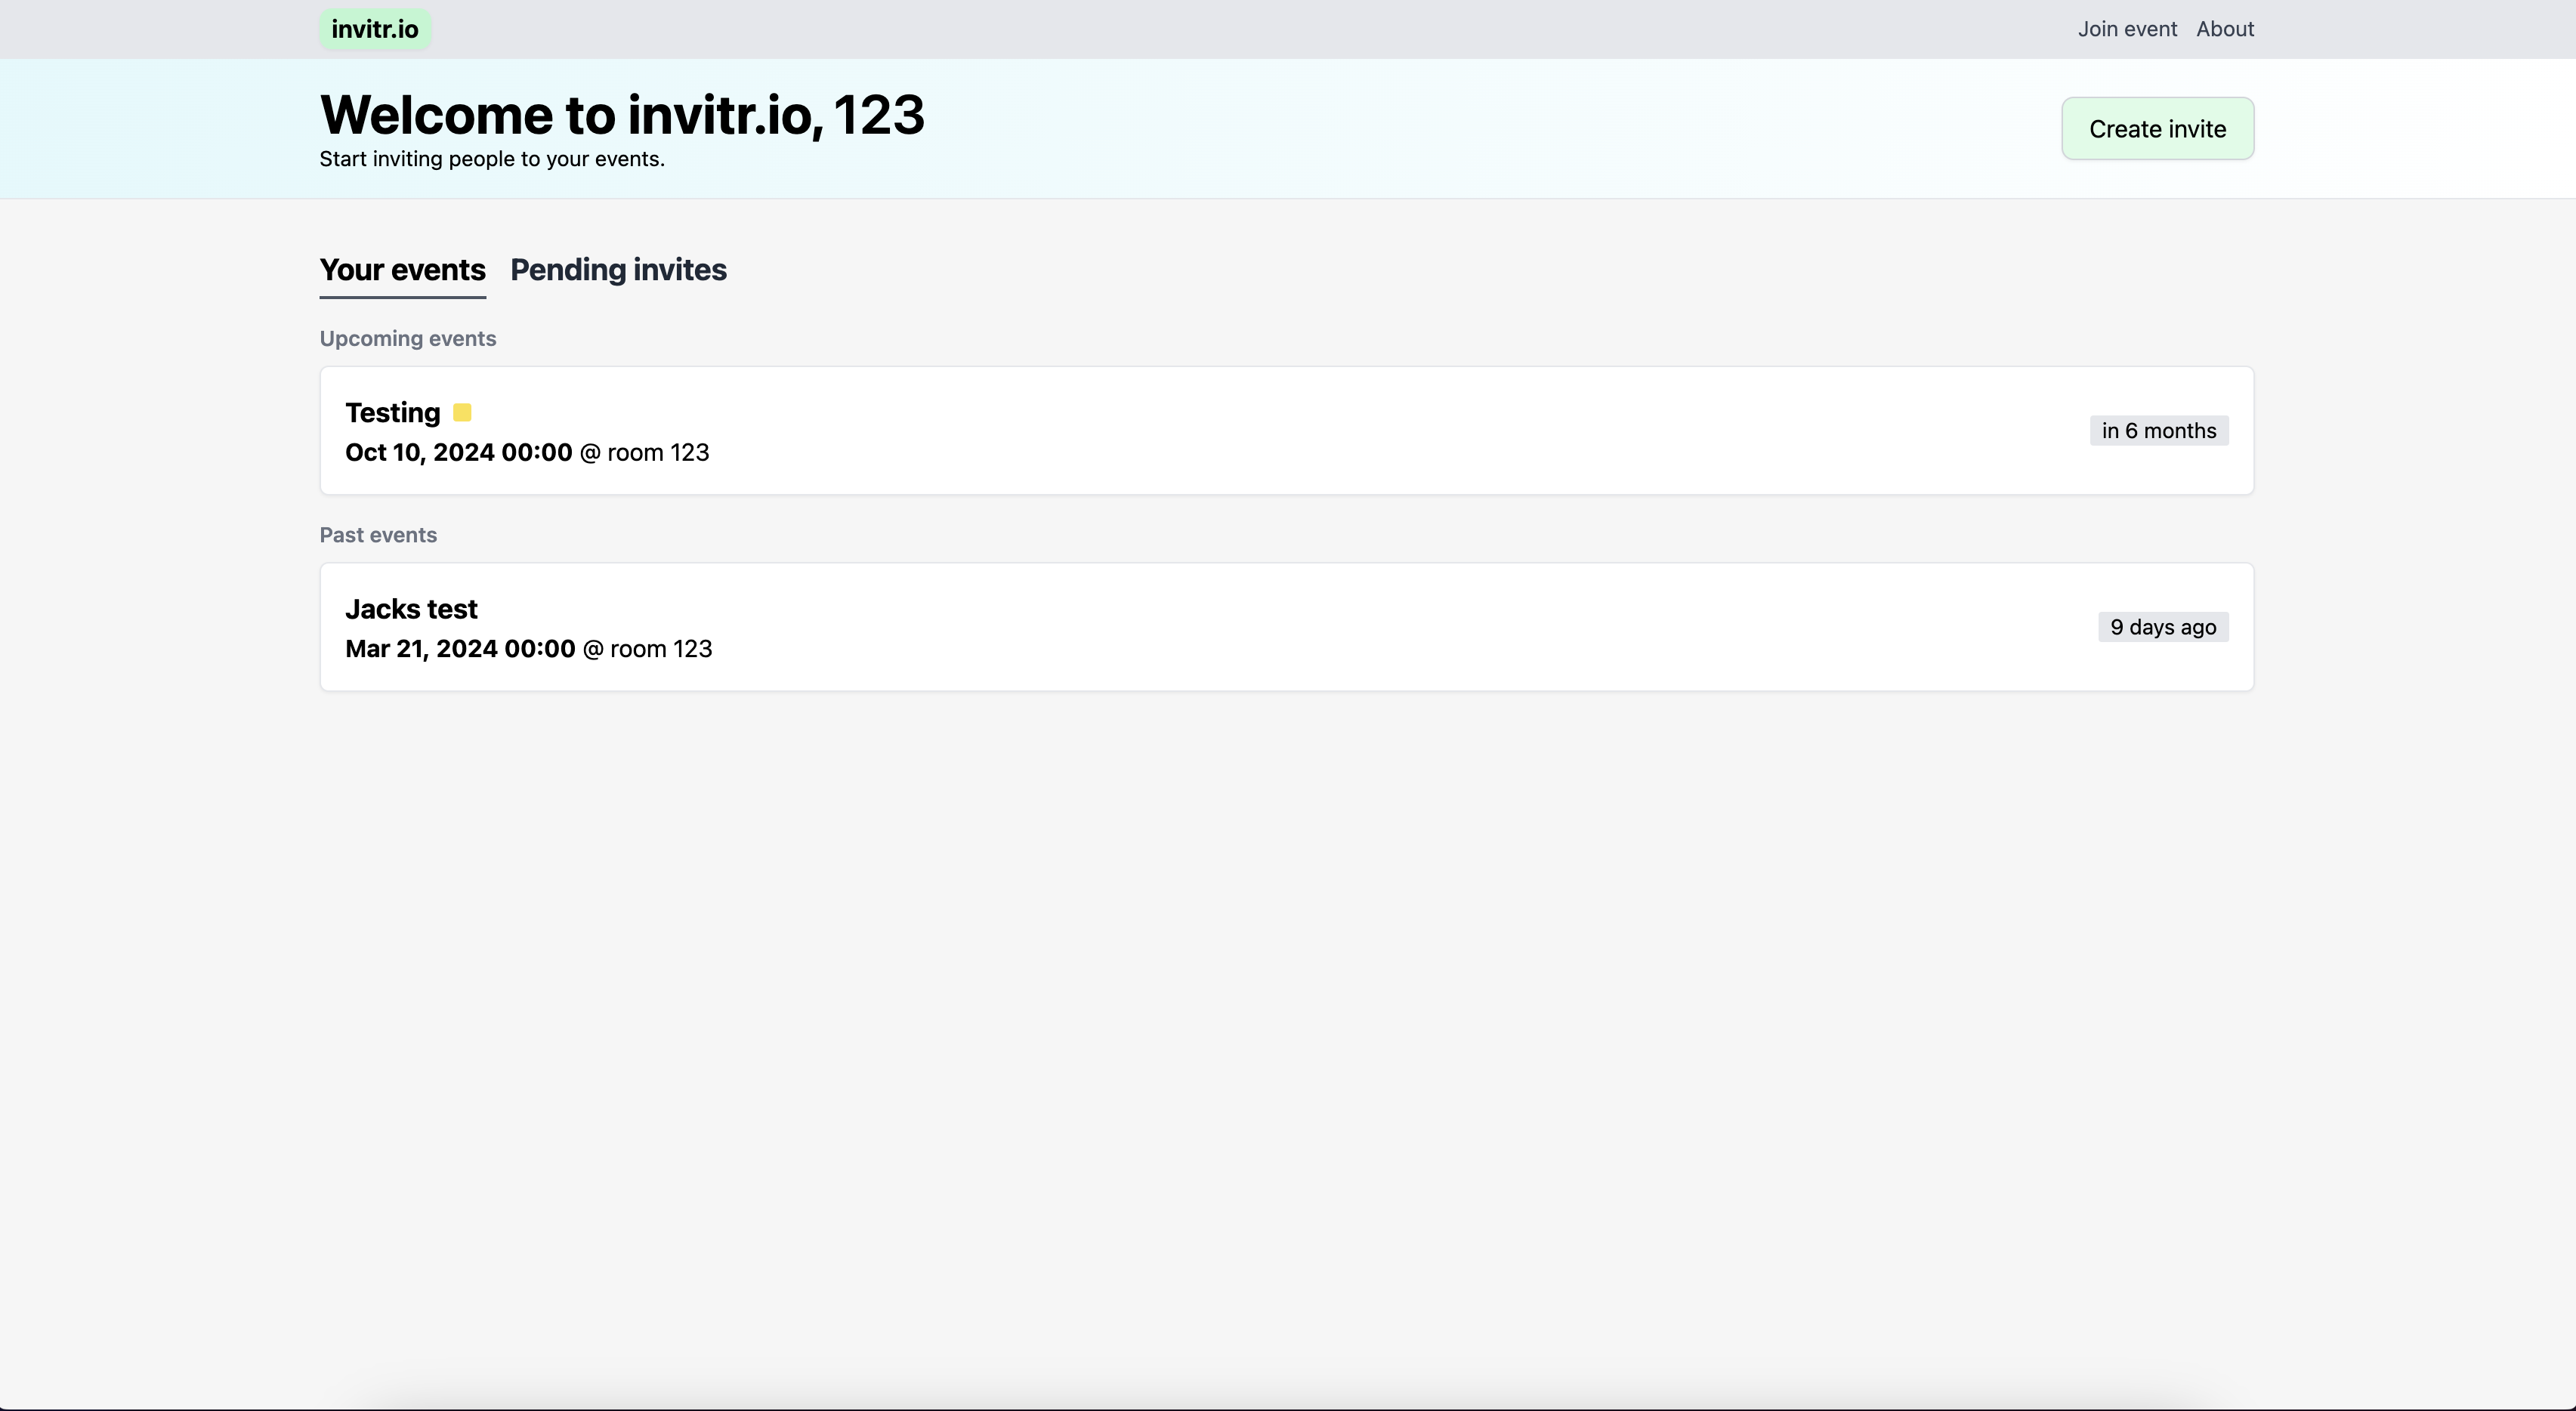 invitr.io
Join event
About
Welcome to invitr.io, 123
Start inviting people to your events.
Create invite
Your events
Pending invites
Upcoming events
Testing
Oct 10, 2024 00:00 @ room 123
in 6 months
Past events
Jacks test
Mar 21, 2024 00:00 @ room 123
9 days ago